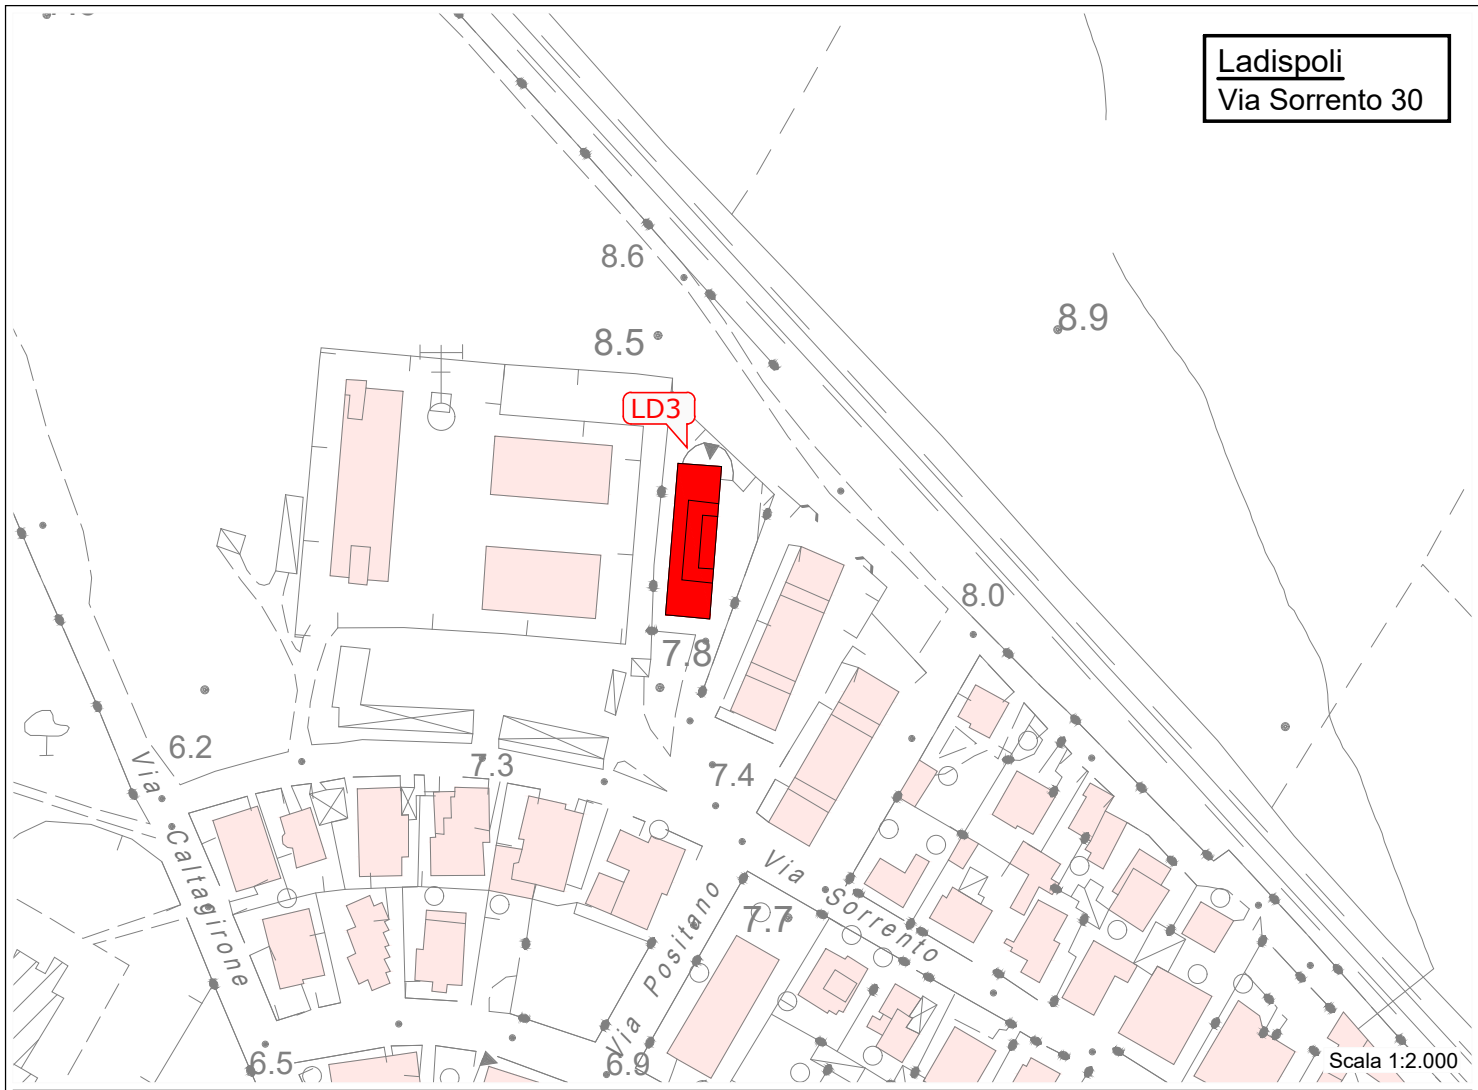 Ladispoli
Via Sorrento 30
8.6
8.9
8.5
LD3
8.0
7.8
6.2
7.3
7.4
Via Caltagirone
Via Sorrento
Via Positano
7.7
6.5
6.9
Scala 1:2.000